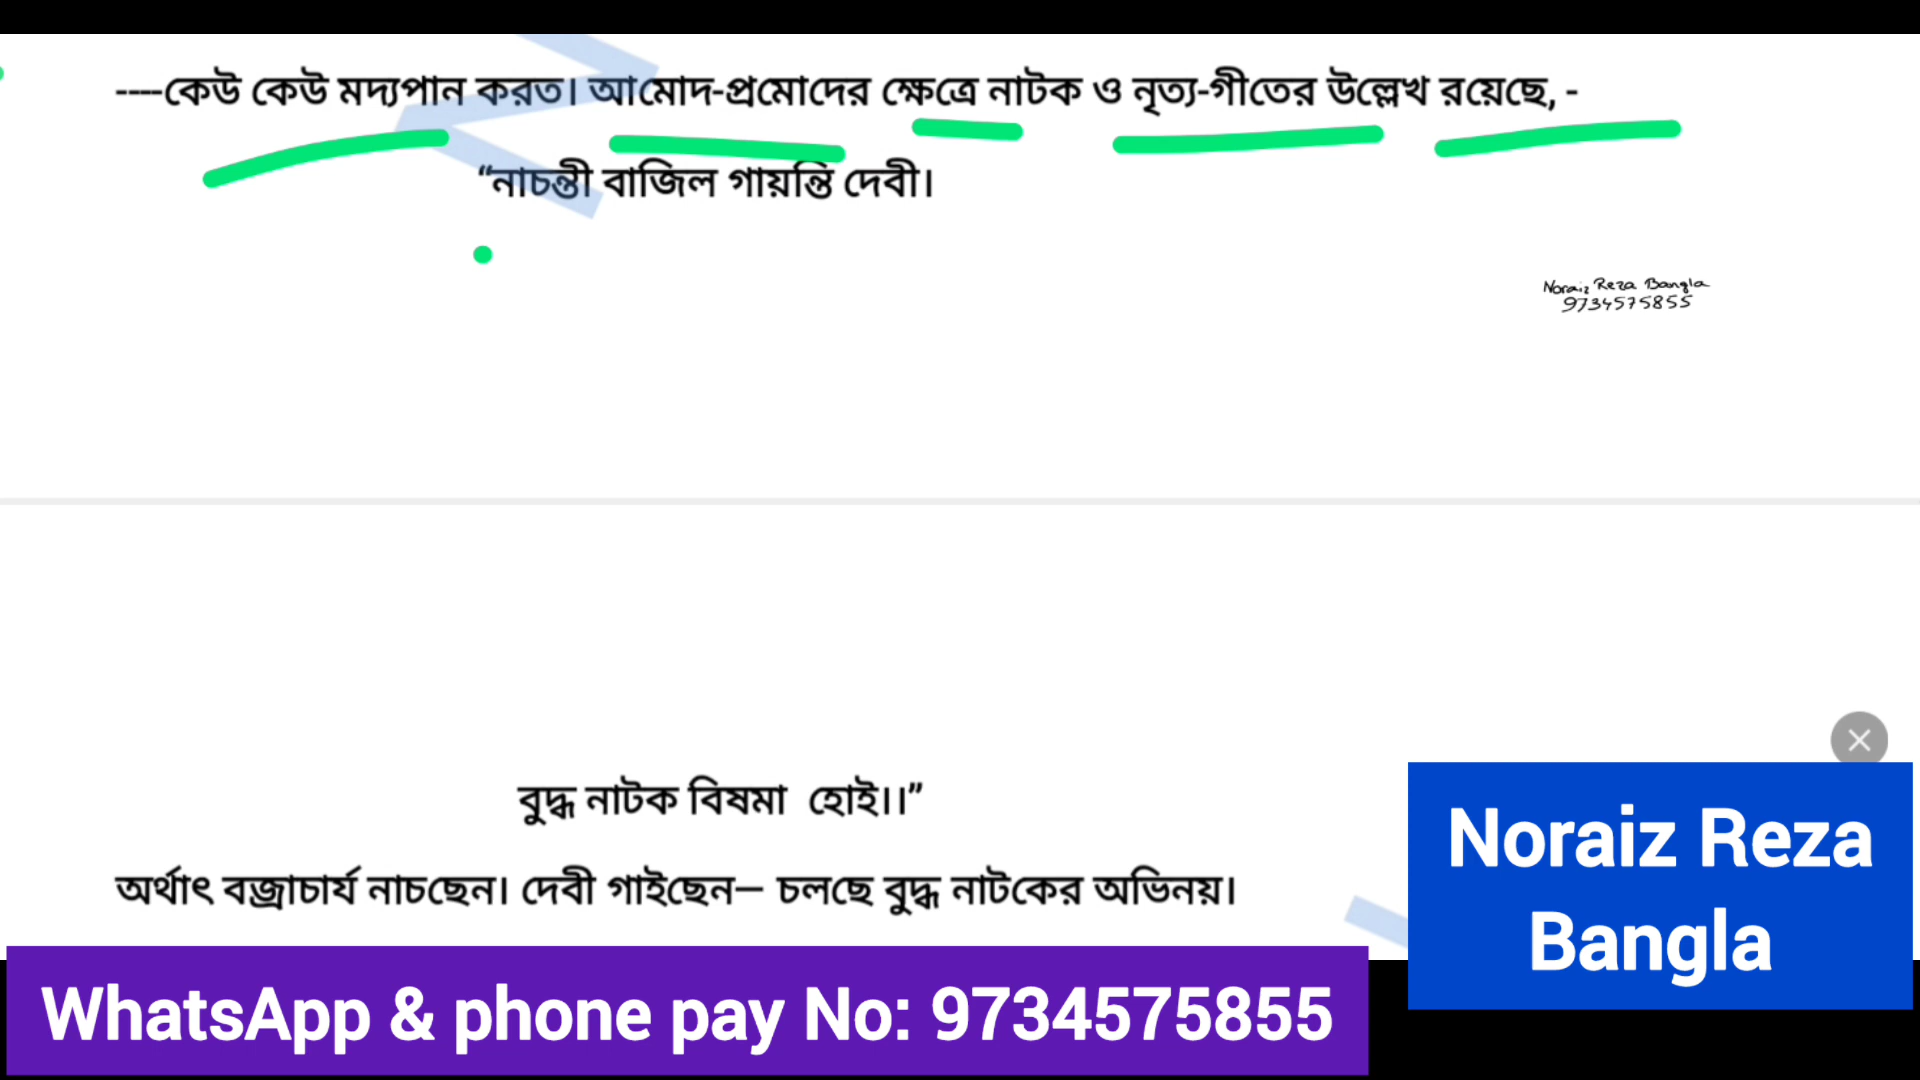 ----কেউ কেউ মদ্যপান করত। আমোদ-প্রমোদের ক্ষেত্রে নাটক ও নৃত্য-গীতের উল্লেখ রয়েছে, -
“নাচন্তী বাজিল গায়ন্তি দেবী।
Noraiz Reza Bangla
9734575855
বুদ্ধ নাটক বিষমা হোই।।”
অর্থাৎ বজ্রাচার্য নাচছেন। দেবী গাইছেন— চলছে বুদ্ধ নাটকের অভিনয়।
Noraiz Reza
Bangla
WhatsApp & phone pay No: 9734575855